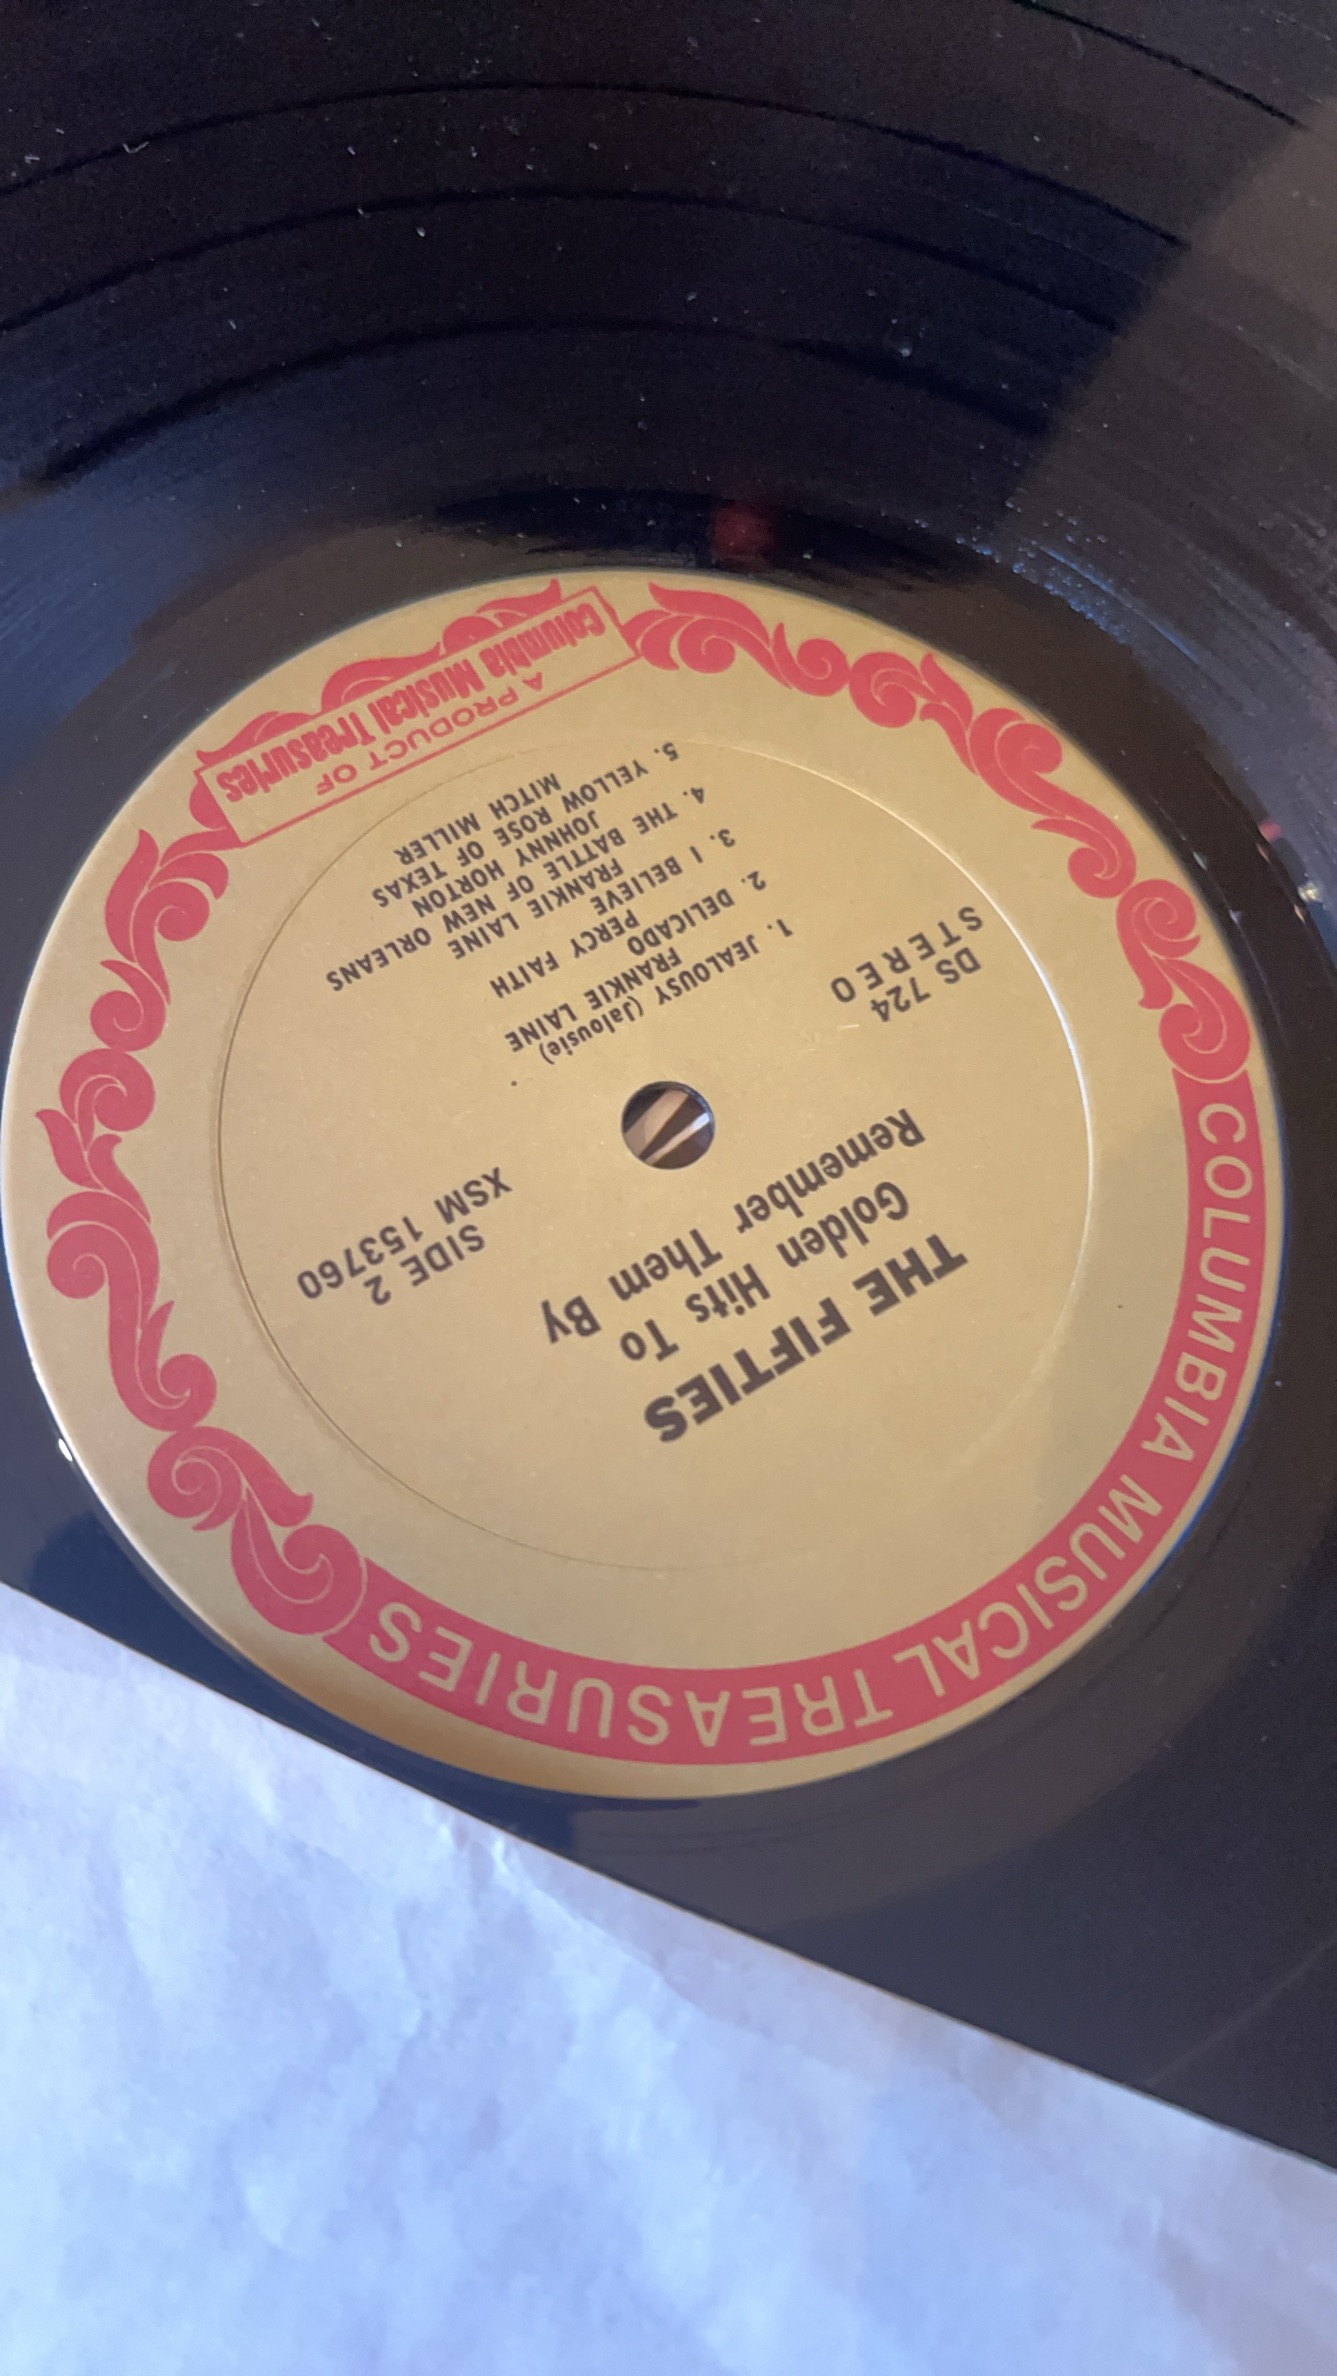 COLUMBIA MUSICAL TREASURIES
THE FIFTIES
Golden Hits To
Remember Them By
DS 724
STEREO
SIDE 2
XSM 153760
1. JEALOUSY (Jalousie)
FRANKIE LAINE
2. DELICADO
PERCY FAITH
3. I BELIEVE
FRANKIE LAINE
4. THE BATTLE OF NEW ORLEANS
JOHNNY HORTON
5. YELLOW ROSE OF TEXAS
MITCH MILLER
A PRODUCT OF
Columbia Musical Treasuries